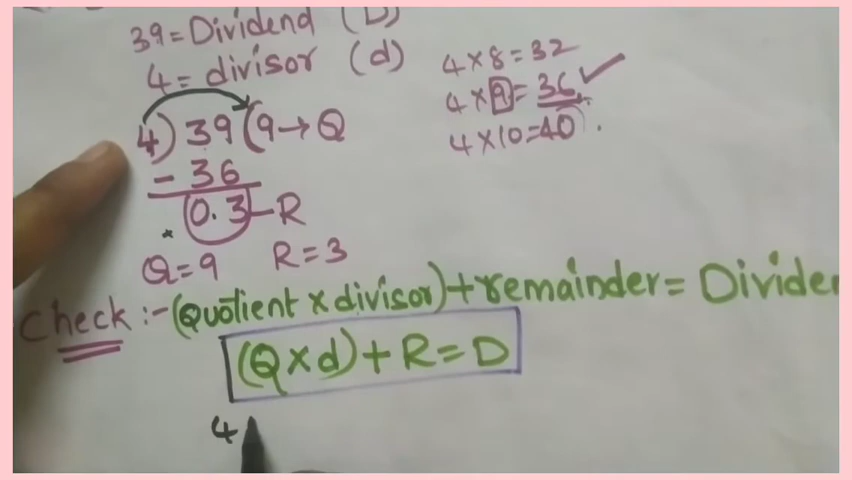 39=Dividend (D)
4= divisor (d)
4×8=32
4×9=36 ✓
4×10=40.
4)39(9→Q
-36
0.3-R
Q=9 R=3
Check:-(Quotient×divisor)+remainder=Dividen
(Q×d)+R=D
4